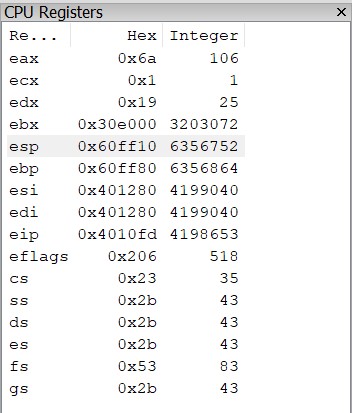 CPU Registers
Re... Hex Integer
eax 0x6a 106
ecx 0x1 1
edx 0x19 25
ebx 0x30e000 3203072
esp 0x60ff10 6356752
ebp 0x60ff80 6356864
esi 0x401280 4199040
edi 0x401280 4199040
eip 0x4010fd 4198653
eflags 0x206 518
cs 0x23 35
ss 0x2b 43
ds 0x2b 43
es 0x2b 43
fs 0x53 83
gs 0x2b 43